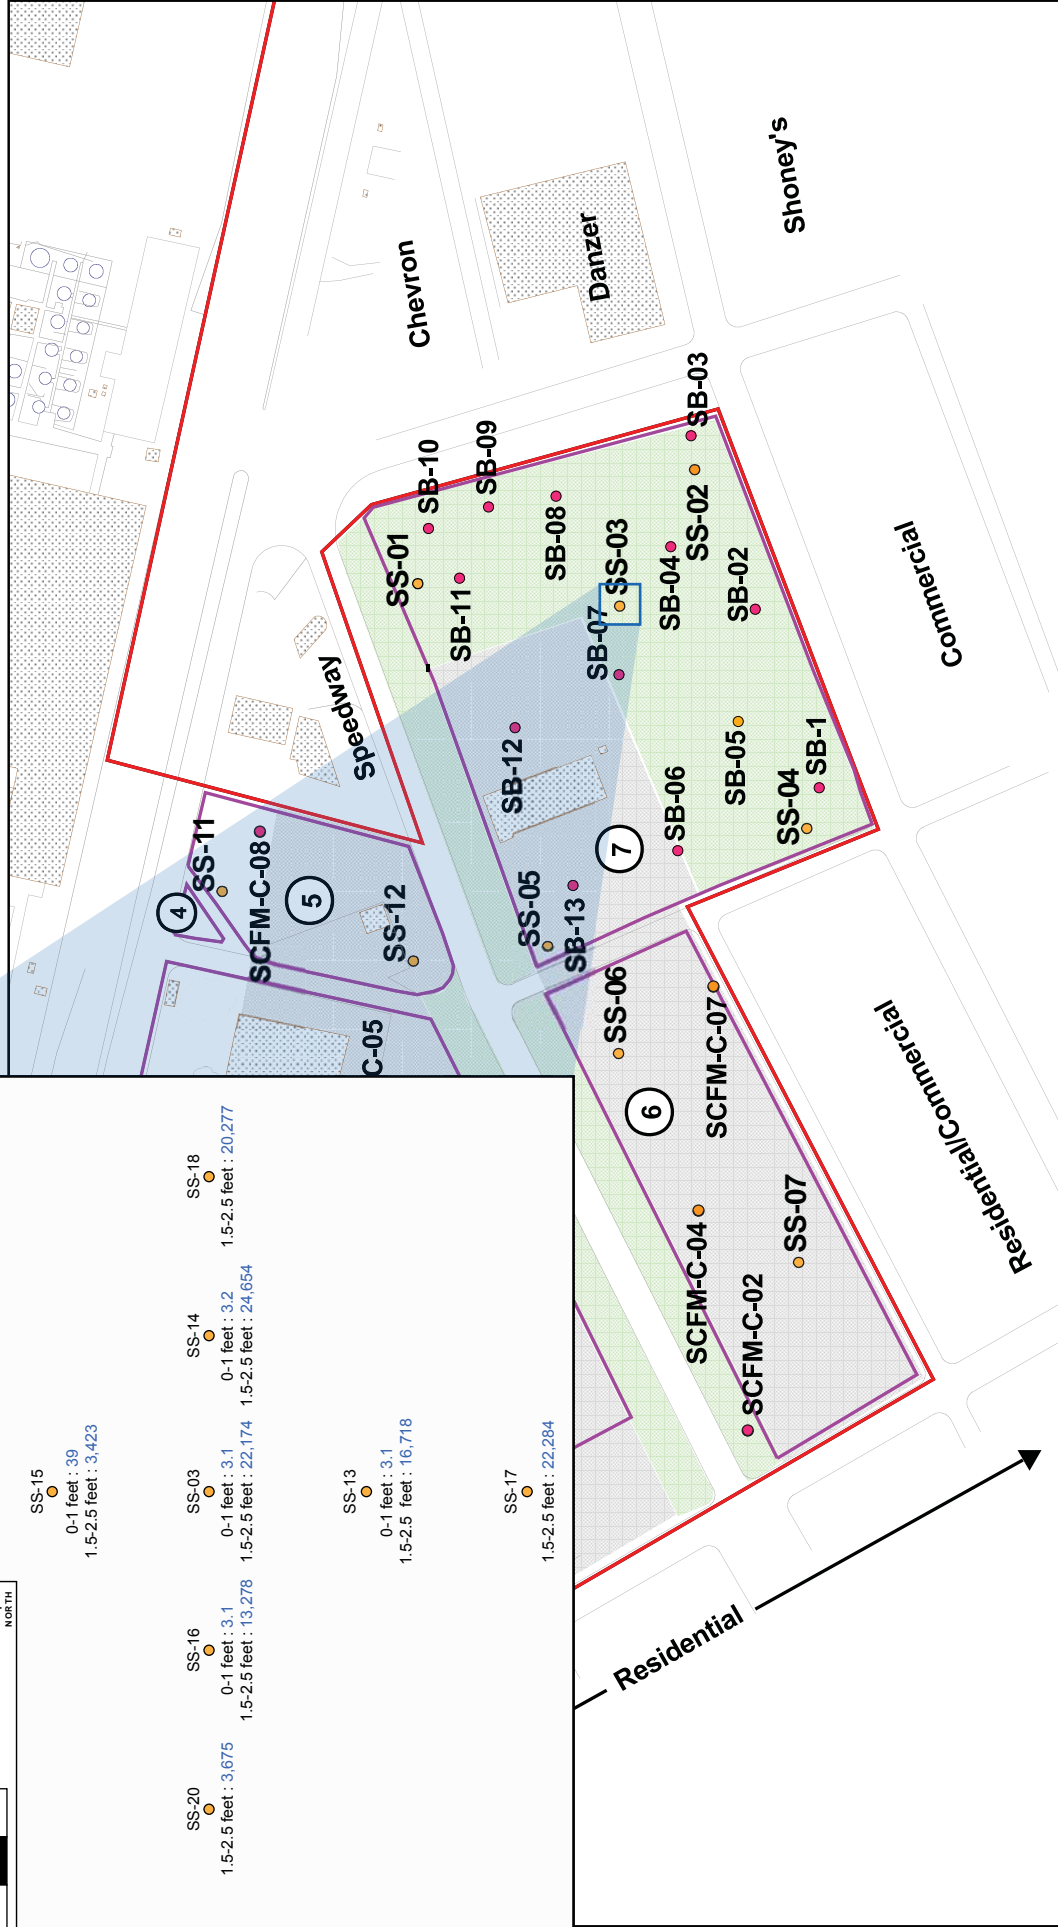 Shoney's
Danzer
Chevron
Commercial
SB-03
SB-09
SB-10
SS-02
SB-08
SS-03
SS-01
SB-04
SB-02
SB-11
SB-07
Speedway
SB-12
SB-05
SB-1
SS-04
SB-06
7
SS-11
SCFM-C-08
5
4
SS-12
SS-05
SB-13
SS-06
SCFM-C-07
C-05
6
Residential/Commercial
SS-07
SCFM-C-04
SCFM-C-02
Residential
NORTH
SS-15
0-1 feet : 39
1.5-2.5 feet : 3,423
SS-20
1.5-2.5 feet : 3,675
SS-16
0-1 feet : 3.1
1.5-2.5 feet : 13,278
SS-03
0-1 feet : 3.1
1.5-2.5 feet : 22,174
SS-14
0-1 feet : 3.2
1.5-2.5 feet : 24,654
SS-18
1.5-2.5 feet : 20,277
SS-13
0-1 feet : 3.1
1.5-2.5 feet : 16,718
SS-17
1.5-2.5 feet : 22,284